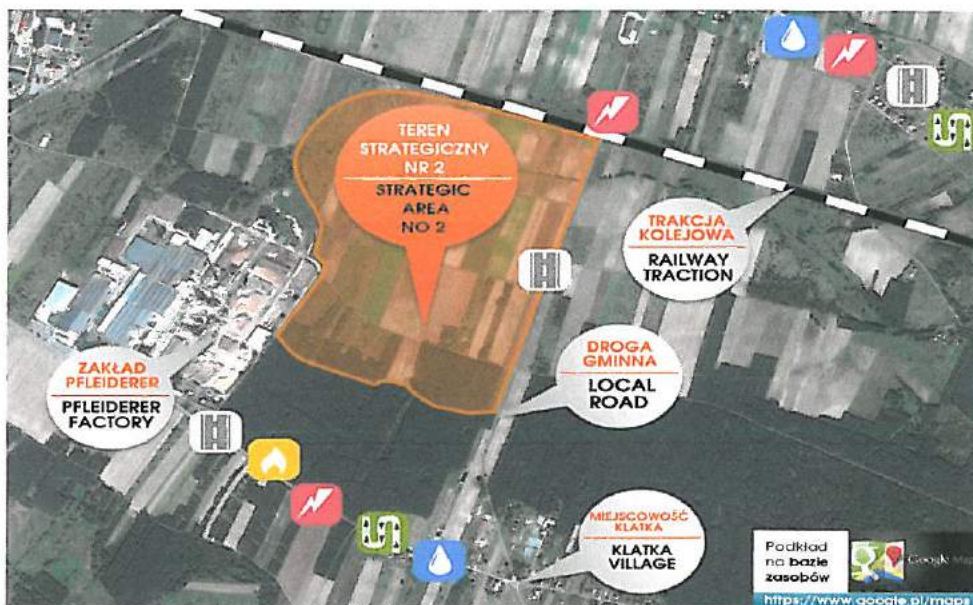 TEREN
STRATEGICZNY
NR 2
STRATEGIC
AREA
NO 2
TRAKCJA
KOLEJOWA
RAILWAY
TRACTION
DROGA
GMINNA
LOCAL
ROAD
ZAKŁAD
PFLEIDERER
PFLEIDERER
FACTORY
MIEJSCOWOŚĆ
KLATKA
KLATKA
VILLAGE
Podkład
na bazie
zasobów
Google
https://www.google.pl/maps